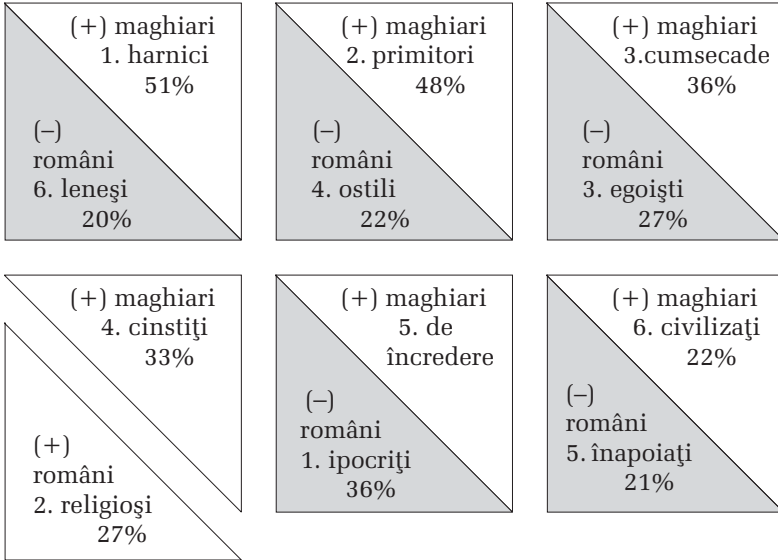 (+) maghiari
1. harnici
51%
(–)
români
6. leneşi
20%
(+) maghiari
2. primitori
48%
(–)
români
4. ostili
22%
(+) maghiari
3.cumsecade
36%
(–)
români
3. egoişti
27%
(+) maghiari
4. cinstiţi
33%
(+)
români
2. religioşi
27%
(+) maghiari
5. de
încredere
(–)
români
1. ipocriţi
36%
(+) maghiari
6. civilizaţi
22%
(–)
români
5. înapoiaţi
21%